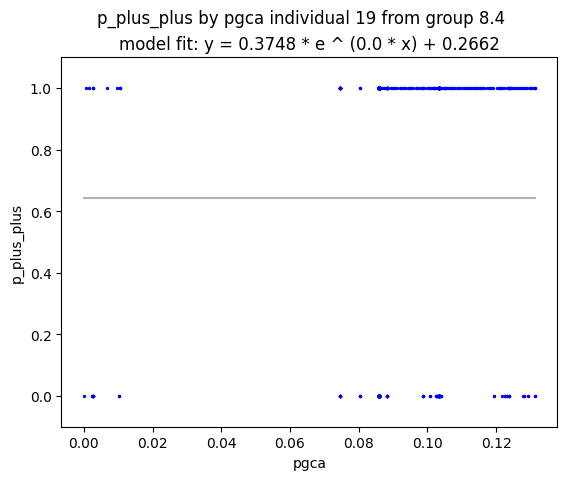 p_plus_plus by pgca individual 19 from group 8.4
model fit: y = 0.3748 * e ^ (0.0 * x) + 0.2662
1.0
0.8
0.6
0.4
0.2
0.0
p_plus_plus
0.00 0.02 0.04 0.06 0.08 0.10 0.12
pgca